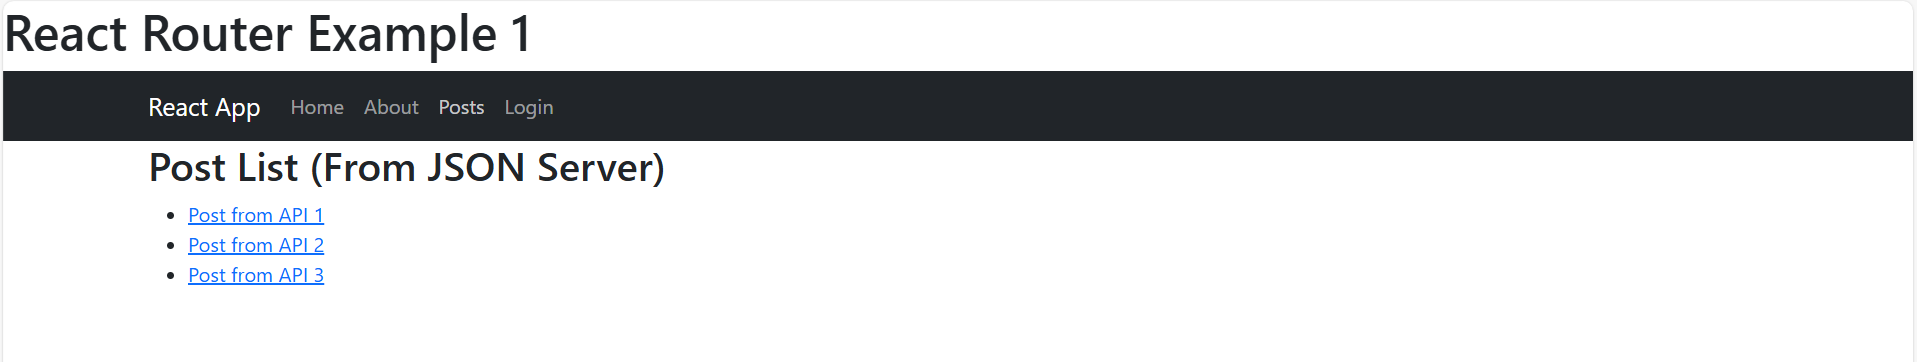 React Router Example 1
React App Home About Posts Login
Post List (From JSON Server)
Post from API 1
Post from API 2
Post from API 3